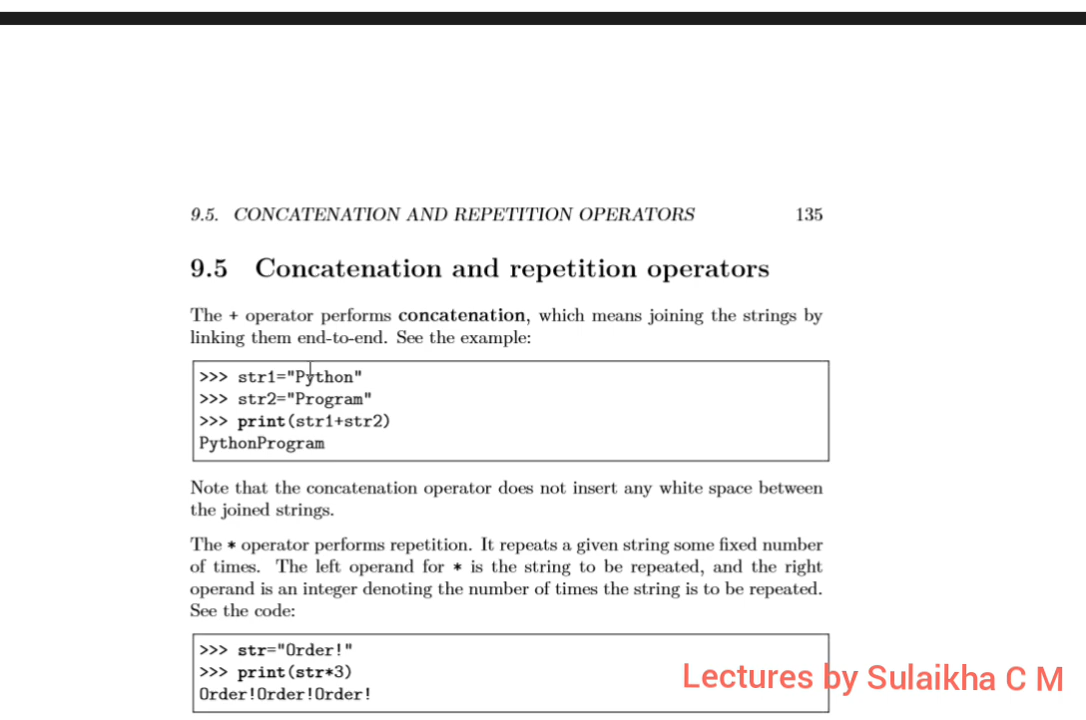 9.5. CONCATENATION AND REPETITION OPERATORS 135
9.5 Concatenation and repetition operators
The + operator performs concatenation, which means joining the strings by
linking them end-to-end. See the example:
>>> str1="Python"
>>> str2="Program"
>>> print(str1+str2)
PythonProgram
Note that the concatenation operator does not insert any white space between
the joined strings.
The * operator performs repetition. It repeats a given string some fixed number
of times. The left operand for * is the string to be repeated, and the right
operand is an integer denoting the number of times the string is to be repeated.
See the code:
>>> str="Order!"
>>> print(str*3)
Order!Order!Order!
Lectures by Sulaikha C M